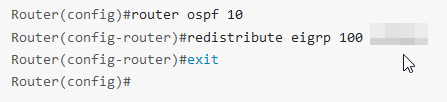 Router(config)#router ospf 10
Router(config-router)#redistribute eigrp 100
Router(config-router)#exit
Router(config)#